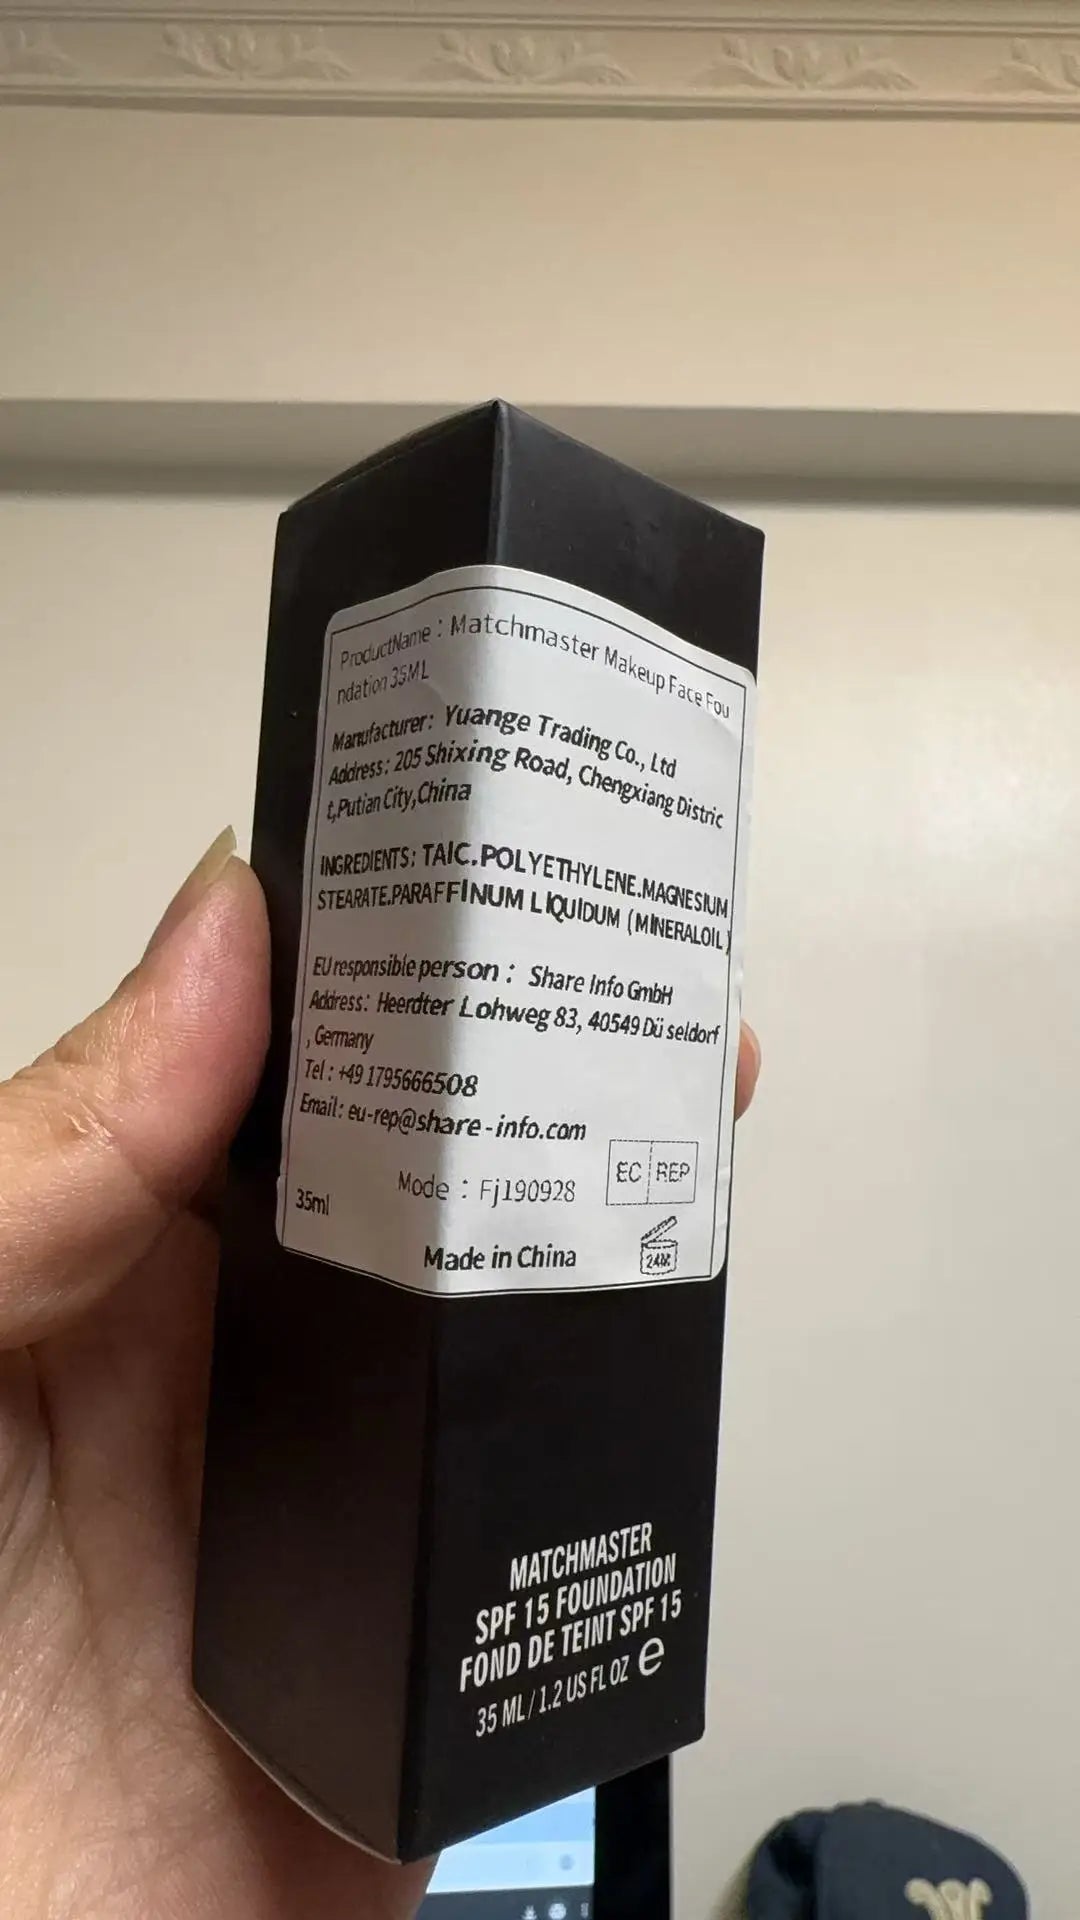 ProductName : Matchmaster Makeup Face Fou
ndation 35ML
Manufacturer: Yuange Trading Co., Ltd
Address: 205 Shixing Road, Chengxiang Distric
t,Putian City,China
INGREDIENTS: TAIC.POLYETHYLENE.MAGNESIUM
STEARATE.PARAFFINUM LIQUIDUM (MINERALOIL)
EU responsible person : Share Info GmbH
Address: Heerdter Lohweg 83, 40549 Dü seldorf
, Germany
Tel : +49 1795666508
Email: eu-rep@share-info.com
EC REP
Mode : Fj190928
35ml
Made in China
24M
MATCHMASTER
SPF 15 FOUNDATION
FOND DE TEINT SPF 15
35 ML / 1.2 US FL OZ e